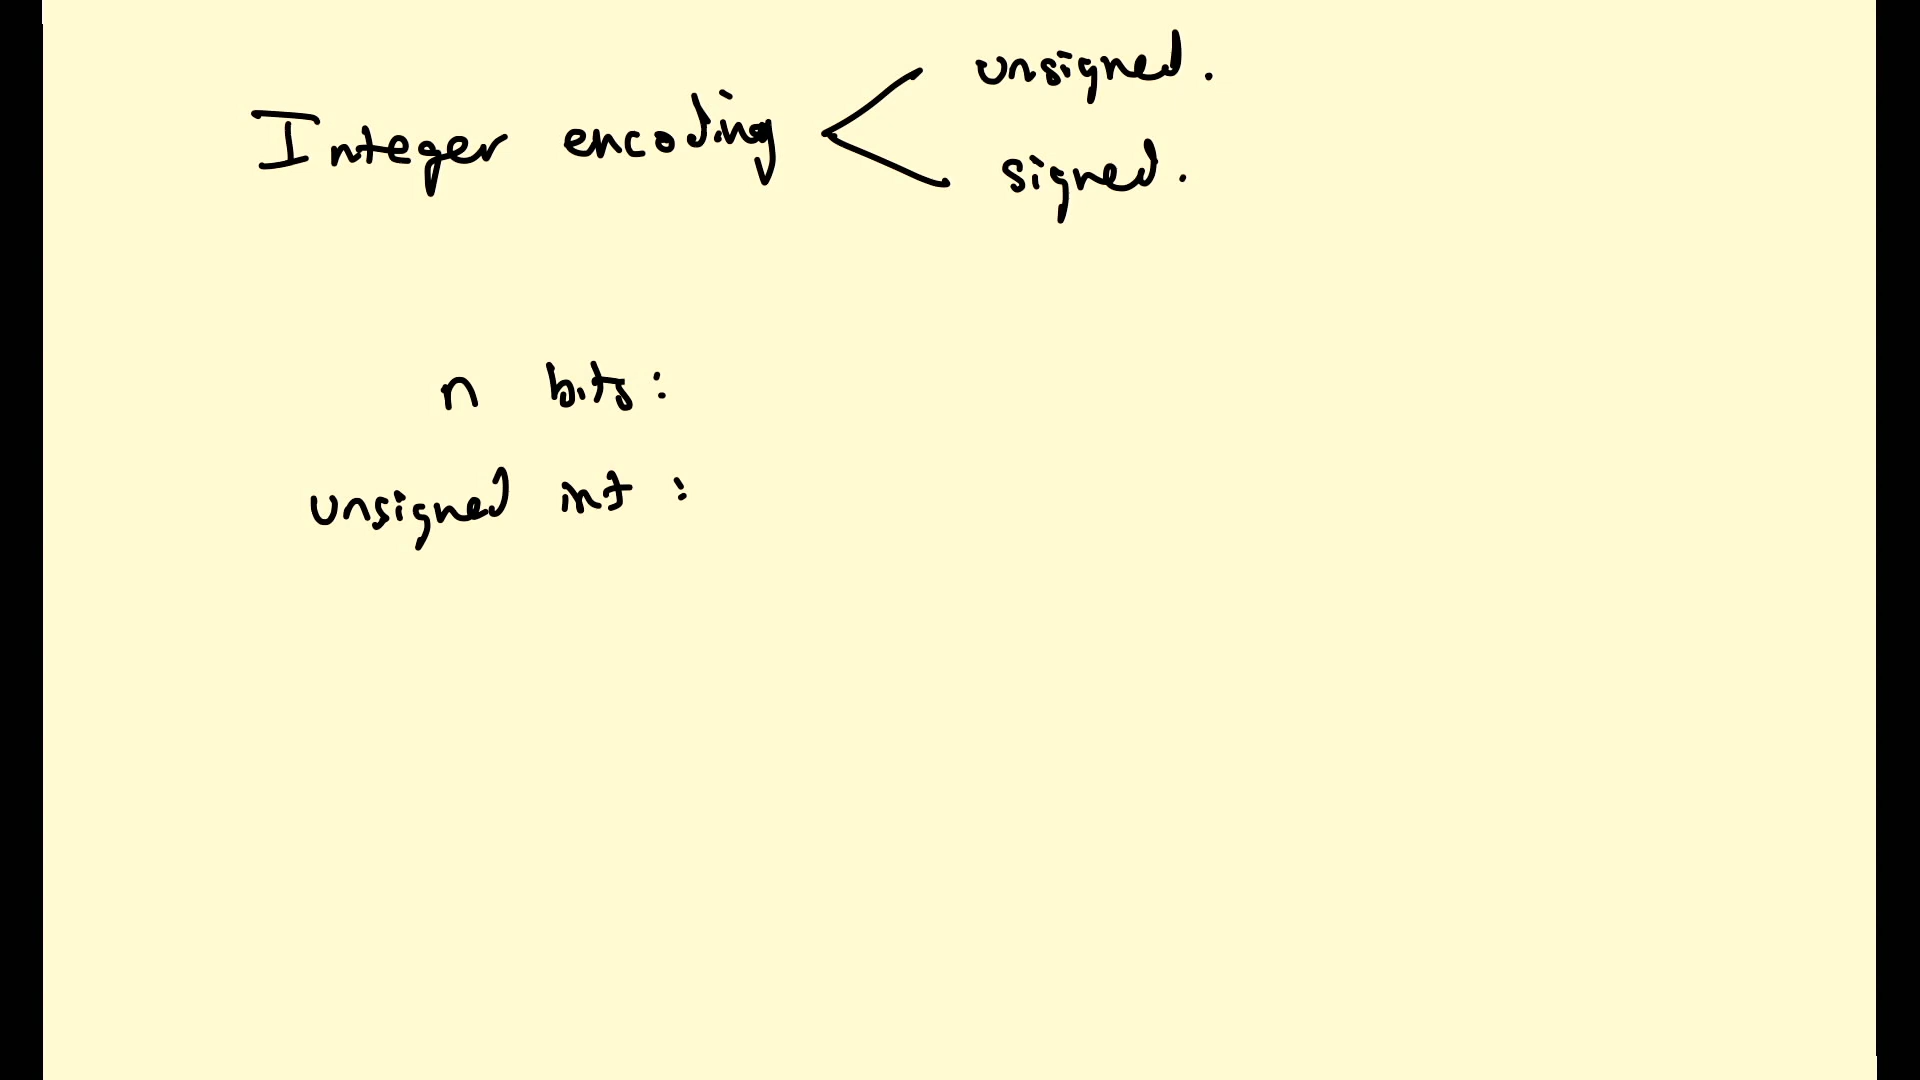 Integer encoding
unsigned.
signed.
n bits:
unsigned int :